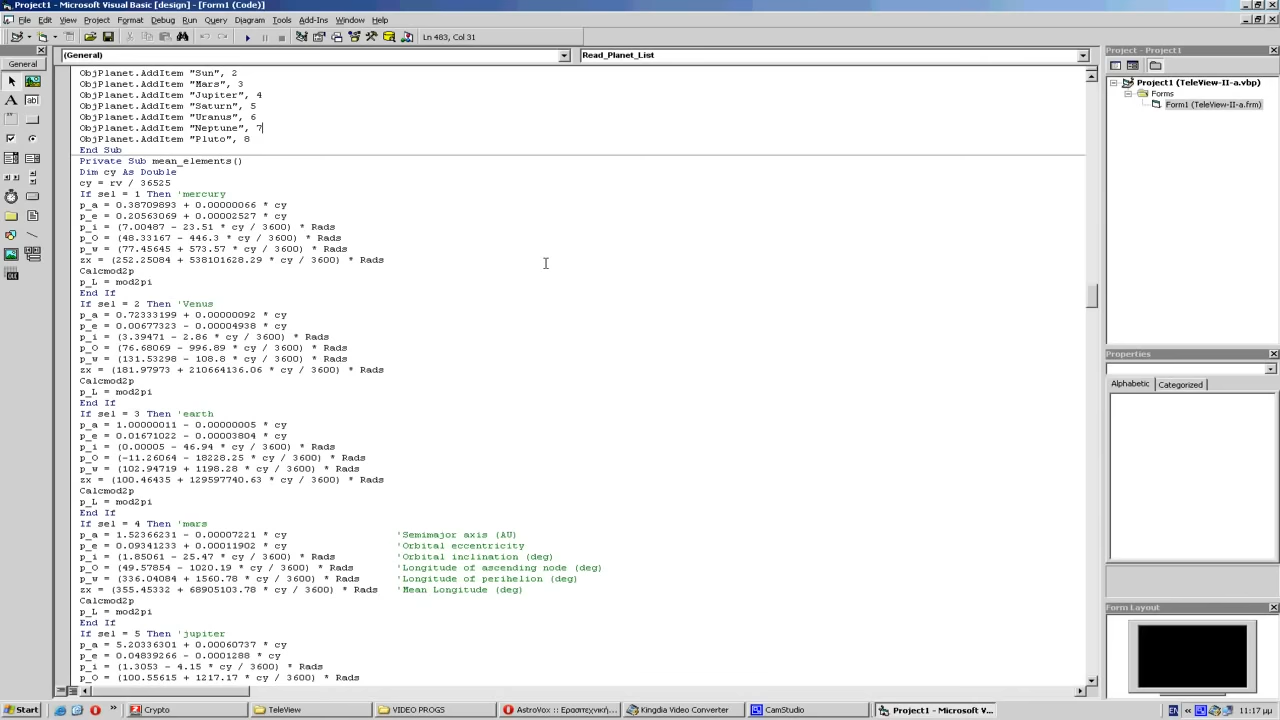 Project1 - Microsoft Visual Basic [design] - [Form1 (Code)]
File Edit View Project Format Debug Run Query Diagram Tools Add-Ins Window Help
Ln 483, Col 31
General
(General)
Read_Planet_List
ObjPlanet.AddItem "Sun", 2
ObjPlanet.AddItem "Mars", 3
ObjPlanet.AddItem "Jupiter", 4
ObjPlanet.AddItem "Saturn", 5
ObjPlanet.AddItem "Uranus", 6
ObjPlanet.AddItem "Neptune", 7
ObjPlanet.AddItem "Pluto", 8
End Sub
Private Sub mean_elements()
Dim cy As Double
cy = rv / 36525
If sel = 1 Then 'mercury
p_a = 0.38709893 + 0.00000066 * cy
p_e = 0.20563069 + 0.00002527 * cy
p_i = (7.00487 - 23.51 * cy / 3600) * Rads
p_O = (48.33167 - 446.3 * cy / 3600) * Rads
p_w = (77.45645 + 573.57 * cy / 3600) * Rads
zx = (252.25084 + 538101628.29 * cy / 3600) * Rads
Calcmod2p
p_L = mod2pi
End If
If sel = 2 Then 'Venus
p_a = 0.72333199 + 0.00000092 * cy
p_e = 0.00677323 - 0.00004938 * cy
p_i = (3.39471 - 2.86 * cy / 3600) * Rads
p_O = (76.68069 - 996.89 * cy / 3600) * Rads
p_w = (131.53298 - 108.8 * cy / 3600) * Rads
zx = (181.97973 + 210664136.06 * cy / 3600) * Rads
Calcmod2p
p_L = mod2pi
End If
If sel = 3 Then 'earth
p_a = 1.00000011 - 0.00000005 * cy
p_e = 0.01671022 - 0.00003804 * cy
p_i = (0.00005 - 46.94 * cy / 3600) * Rads
p_O = (-11.26064 - 18228.25 * cy / 3600) * Rads
p_w = (102.94719 + 1198.28 * cy / 3600) * Rads
zx = (100.46435 + 129597740.63 * cy / 3600) * Rads
Calcmod2p
p_L = mod2pi
End If
If sel = 4 Then 'mars
p_a = 1.52366231 - 0.00007221 * cy 'Semimajor axis (AU)
p_e = 0.09341233 + 0.00011902 * cy 'Orbital eccentricity
p_i = (1.85061 - 25.47 * cy / 3600) * Rads 'Orbital inclination (deg)
p_O = (49.57854 - 1020.19 * cy / 3600) * Rads 'Longitude of ascending node (deg)
p_w = (336.04084 + 1560.78 * cy / 3600) * Rads 'Longitude of perihelion (deg)
zx = (355.45332 + 68905103.78 * cy / 3600) * Rads 'Mean Longitude (deg)
Calcmod2p
p_L = mod2pi
End If
If sel = 5 Then 'jupiter
p_a = 5.20336301 + 0.00060737 * cy
p_e = 0.04839266 - 0.0001288 * cy
p_i = (1.3053 - 4.15 * cy / 3600) * Rads
p_O = (100.55615 + 1217.17 * cy / 3600) * Rads
Project - Project1
Project1 (TeleView-II-a.vbp)
Forms
Form1 (TeleView-II-a.frm)
Properties
Alphabetic Categorized
Form Layout
Start
Crypto
TeleView
VIDEO PROGS
AstroVox :: Ερασιτεχνική...
Kingdia Video Converter
CamStudio
Project1 - Microsoft V...
EN
11:17 μμ